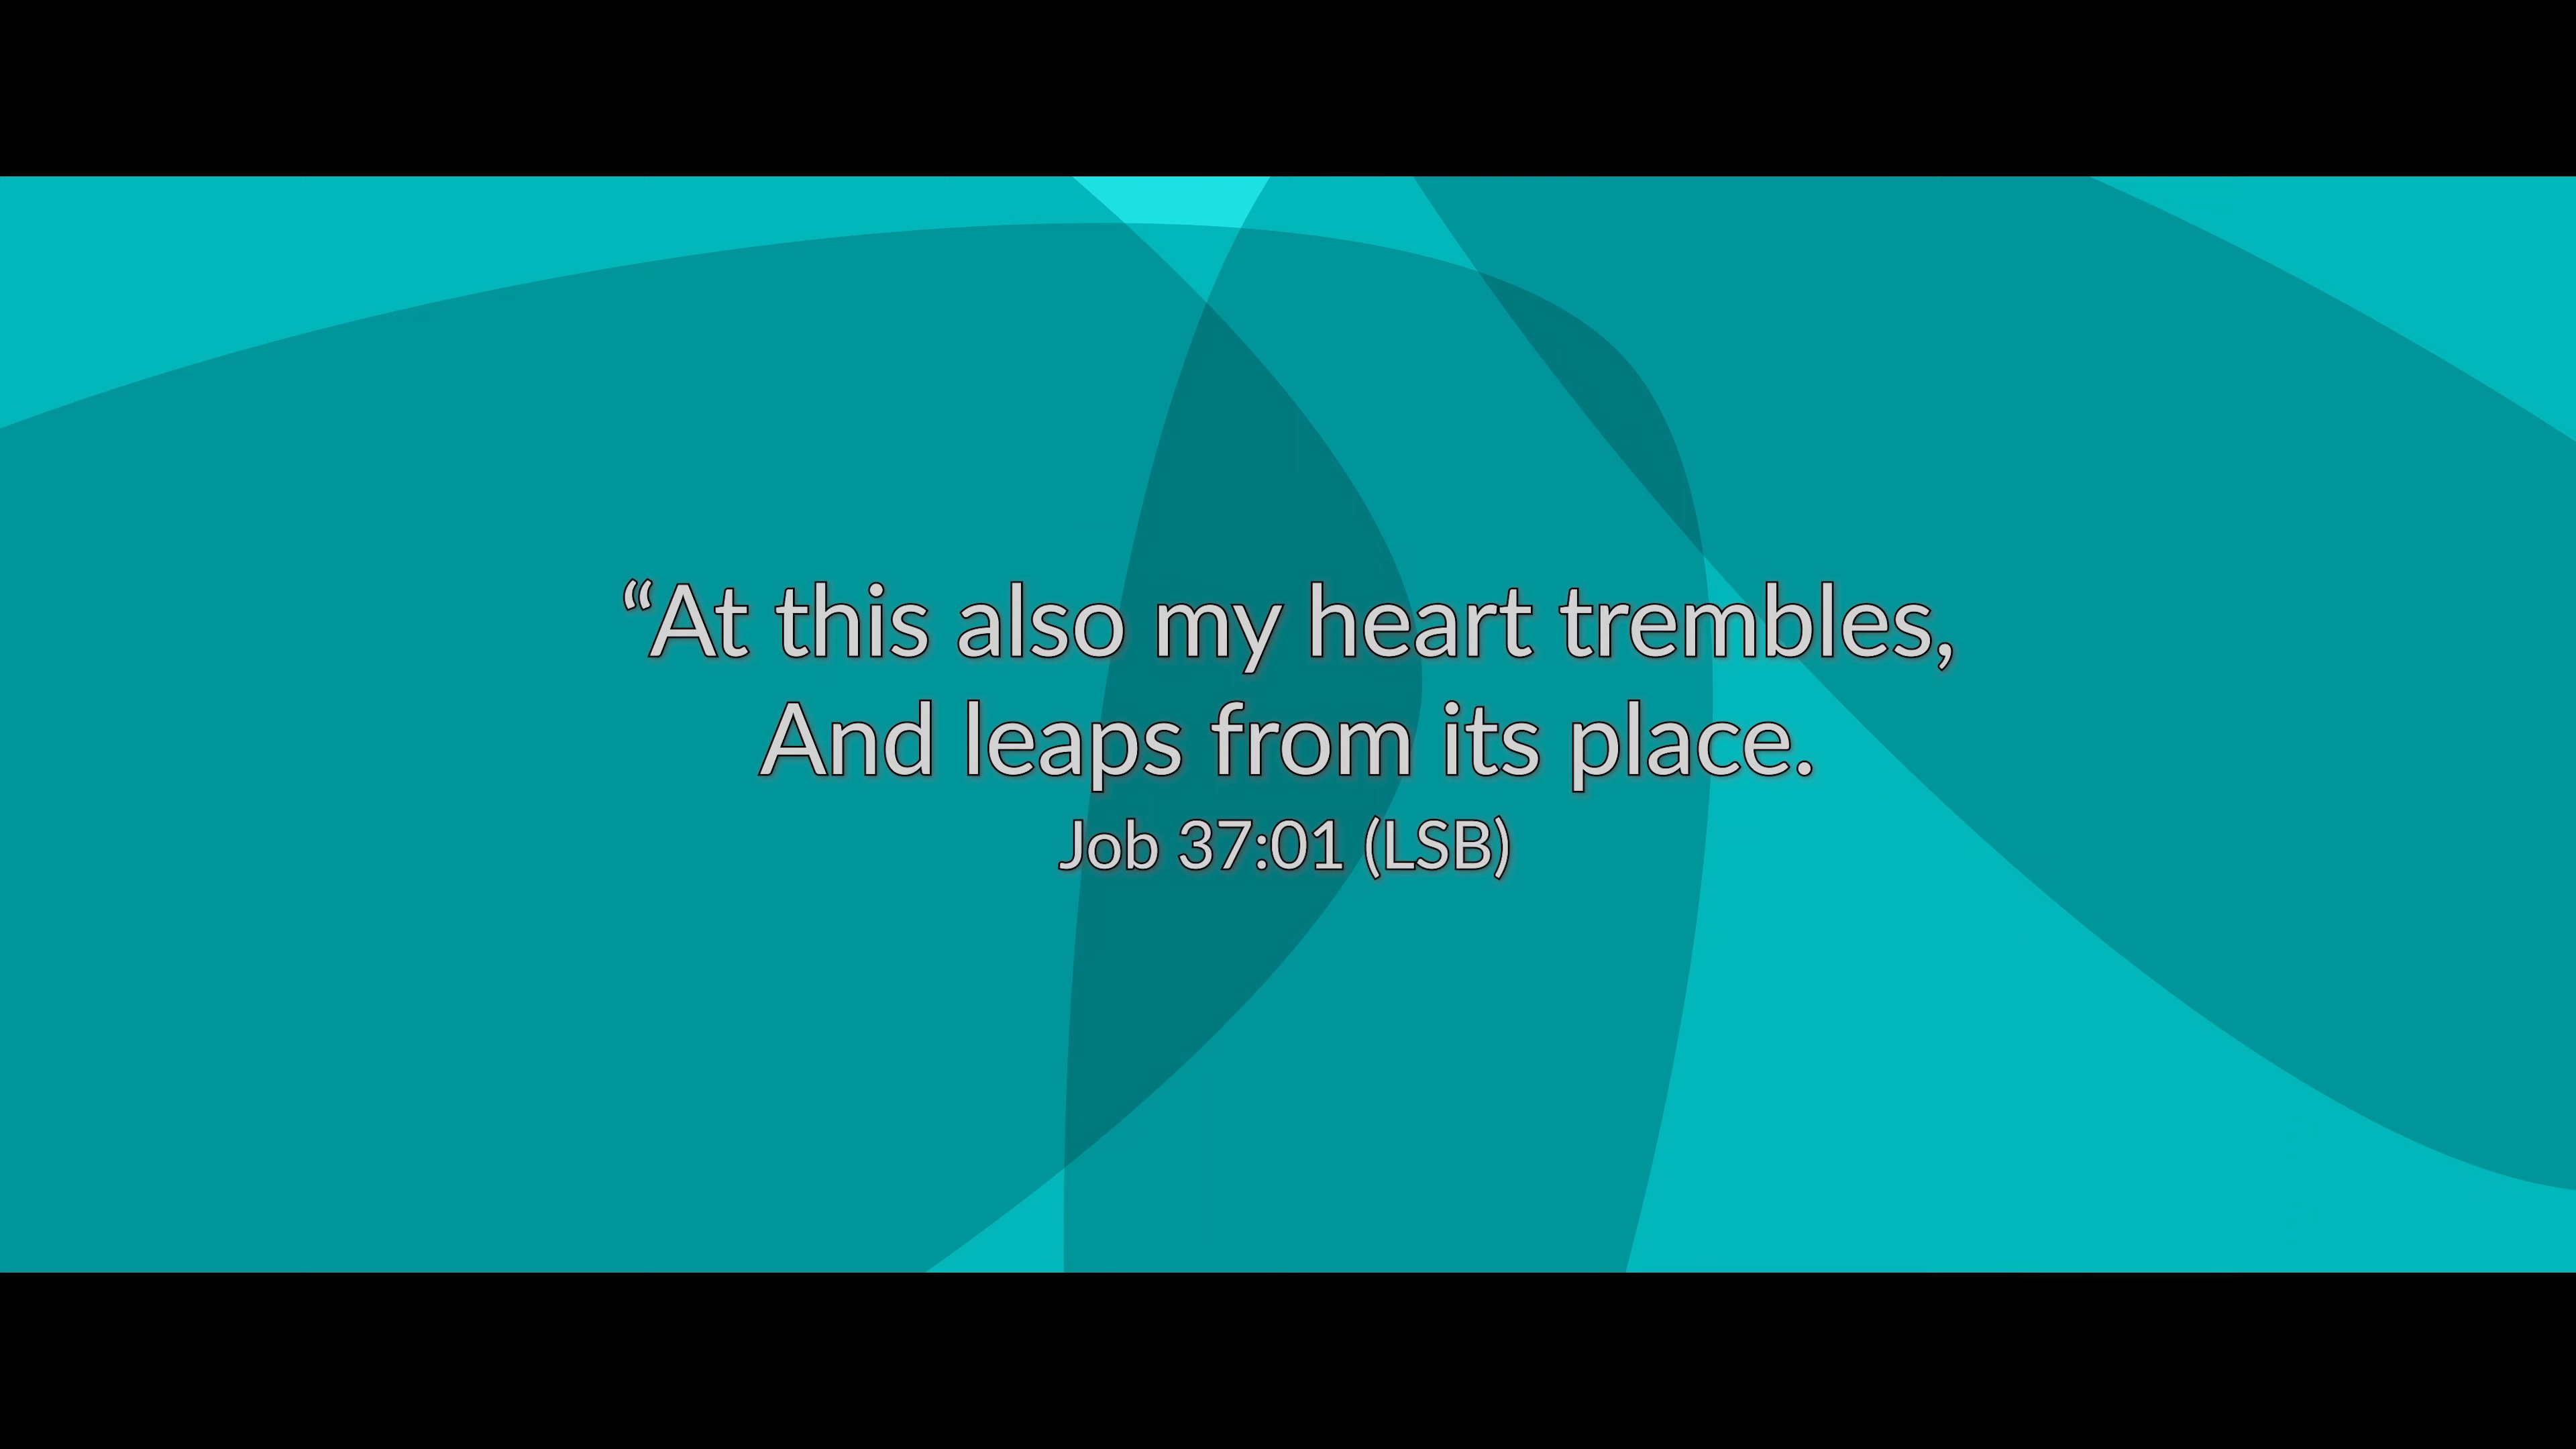 “At this also my heart trembles,
And leaps from its place.
Job 37:01 (LSB)